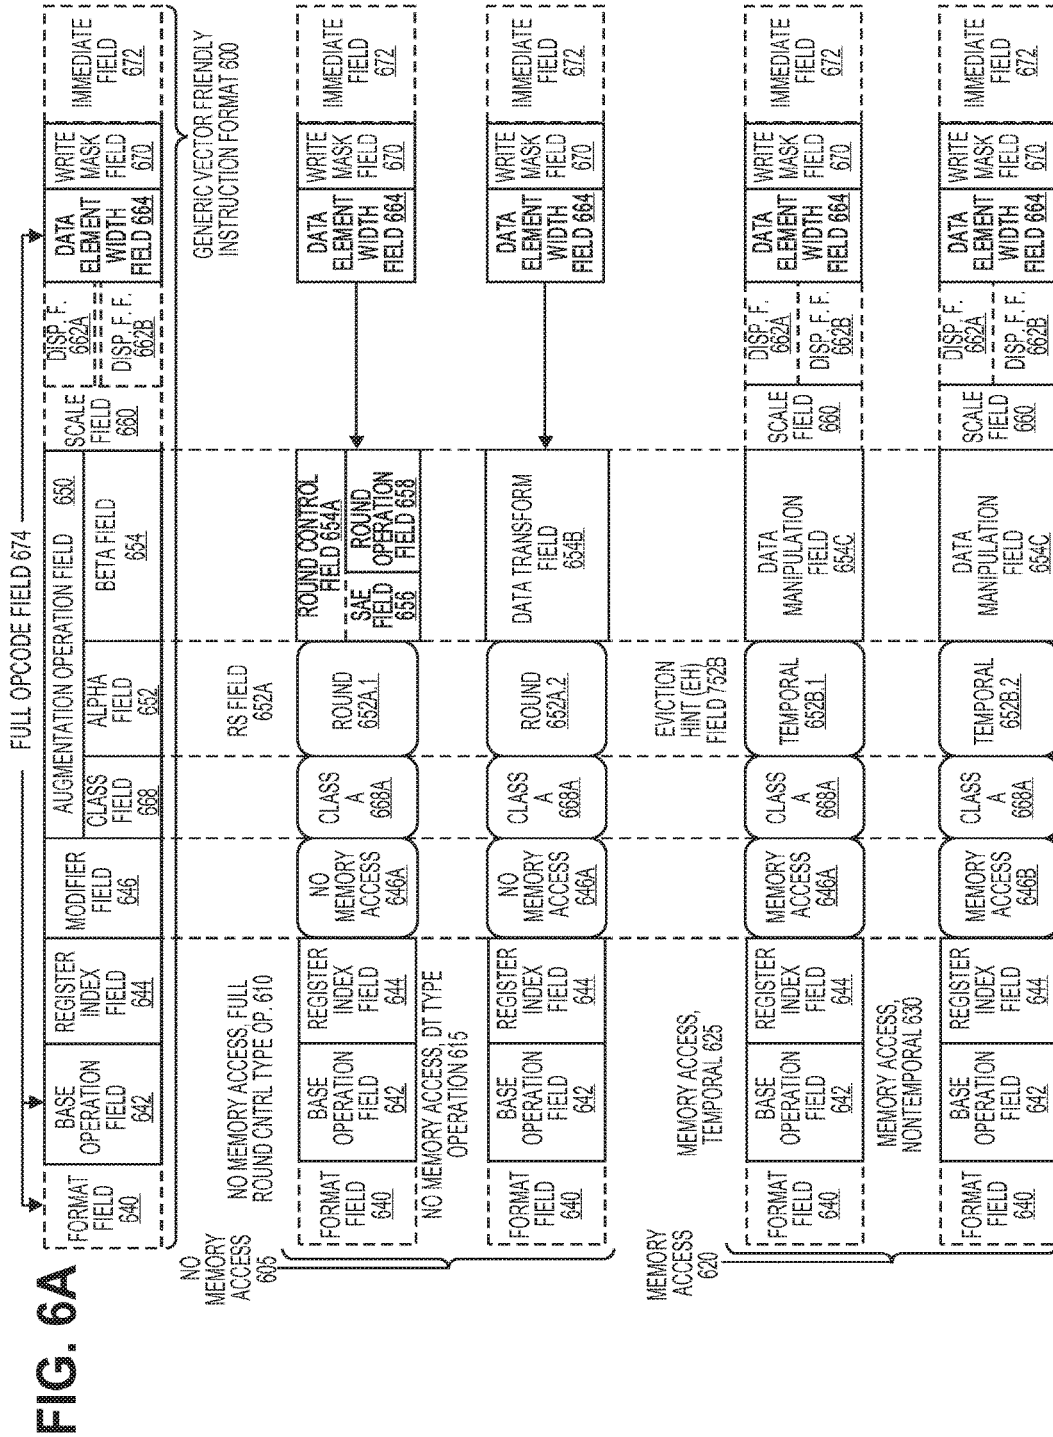 FIG. 6A
FULL OPCODE FIELD 674
FORMAT
FIELD
640
BASE
OPERATION
FIELD
642
REGISTER
INDEX
FIELD
644
MODIFIER
FIELD
646
AUGMENTATION OPERATION FIELD 650
CLASS
FIELD
668
ALPHA
FIELD
652
BETA FIELD
654
SCALE
FIELD
660
DISP. F.
662A
DISP. F. F.
662B
DATA
ELEMENT
WIDTH
FIELD 664
WRITE
MASK
FIELD
670
IMMEDIATE
FIELD
672
GENERIC VECTOR FRIENDLY
INSTRUCTION FORMAT 600
NO
MEMORY
ACCESS
605
NO MEMORY ACCESS, FULL
ROUND CNTRL TYPE OP. 610
RS FIELD
652A
FORMAT
FIELD
640
BASE
OPERATION
FIELD
642
REGISTER
INDEX
FIELD
644
NO
MEMORY
ACCESS
646A
CLASS
A
668A
ROUND
652A.1
ROUND CONTROL
FIELD 654A
SAE
FIELD
656
ROUND
OPERATION
FIELD 658
DATA
ELEMENT
WIDTH
FIELD 664
WRITE
MASK
FIELD
670
IMMEDIATE
FIELD
672
NO MEMORY ACCESS, DT TYPE
OPERATION 615
FORMAT
FIELD
640
BASE
OPERATION
FIELD
642
REGISTER
INDEX
FIELD
644
NO
MEMORY
ACCESS
646A
CLASS
A
668A
ROUND
652A.2
DATA TRANSFORM
FIELD
654B
DATA
ELEMENT
WIDTH
FIELD 664
WRITE
MASK
FIELD
670
IMMEDIATE
FIELD
672
MEMORY
ACCESS
620
MEMORY ACCESS,
TEMPORAL 625
EVICTION
HINT (EH)
FIELD 752B
FORMAT
FIELD
640
BASE
OPERATION
FIELD
642
REGISTER
INDEX
FIELD
644
MEMORY
ACCESS
646A
CLASS
A
668A
TEMPORAL
652B.1
DATA
MANIPULATION
FIELD
654C
SCALE
FIELD
660
DISP. F.
662A
DISP. F. F.
662B
DATA
ELEMENT
WIDTH
FIELD 664
WRITE
MASK
FIELD
670
IMMEDIATE
FIELD
672
MEMORY ACCESS,
NONTEMPORAL 630
FORMAT
FIELD
640
BASE
OPERATION
FIELD
642
REGISTER
INDEX
FIELD
644
MEMORY
ACCESS
646B
CLASS
A
668A
TEMPORAL
652B.2
DATA
MANIPULATION
FIELD
654C
SCALE
FIELD
660
DISP. F.
662A
DISP. F. F.
662B
DATA
ELEMENT
WIDTH
FIELD 664
WRITE
MASK
FIELD
670
IMMEDIATE
FIELD
672